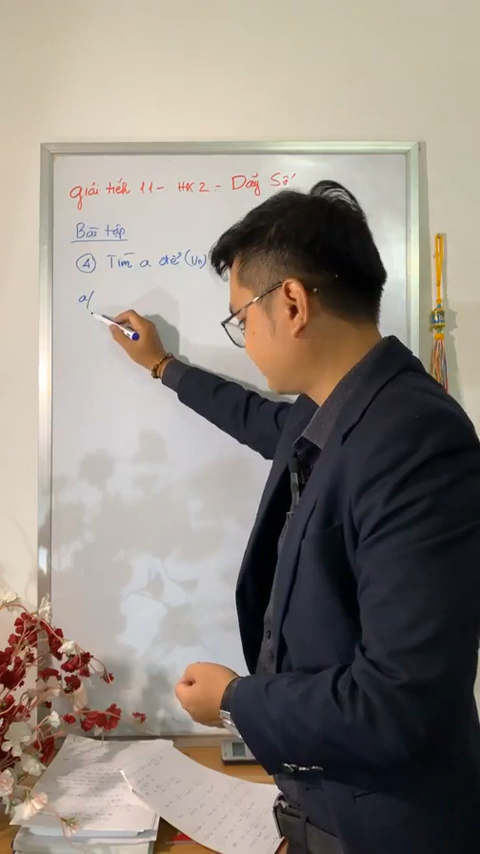 Giải tích 11 - HK2 - Dãy Số
Bài tập
④ Tìm a để (Un)
a/